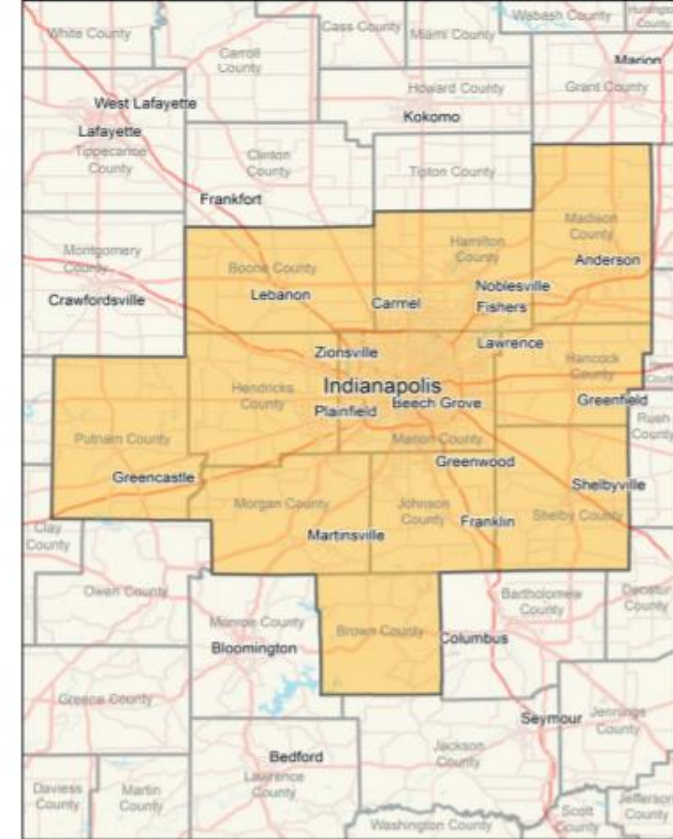 Wabash County
Huntington
County
White County
Cass County
Miami County
Carroll
County
Marion
Howard County
Grant County
West Lafayette
Kokomo
Lafayette
Tippecanoe
County
Clinton
County
Tipton County
Frankfort
Madison
County
Montgomery
County
Hamilton
County
Anderson
Boone County
Noblesville
Lebanon
Crawfordsville
Carmel
Fishers
Zionsville
Lawrence
Hancock
County
Hendricks
County
Indianapolis
Beech Grove
Greenfield
Plainfield
Rush
County
Putnam County
Marion County
Greenwood
Greencastle
Shelbyville
Morgan County
Johnson
County
Shelby County
Franklin
Clay
County
Martinsville
Owen County
Bartholomew
County
Decatur
County
Monroe County
Brown County
Columbus
Bloomington
Greene County
Seymour
Jennings
County
Jackson
County
Bedford
Lawrence
County
Daviess
County
Martin
County
Jefferson
County
Scott
County
Washington County